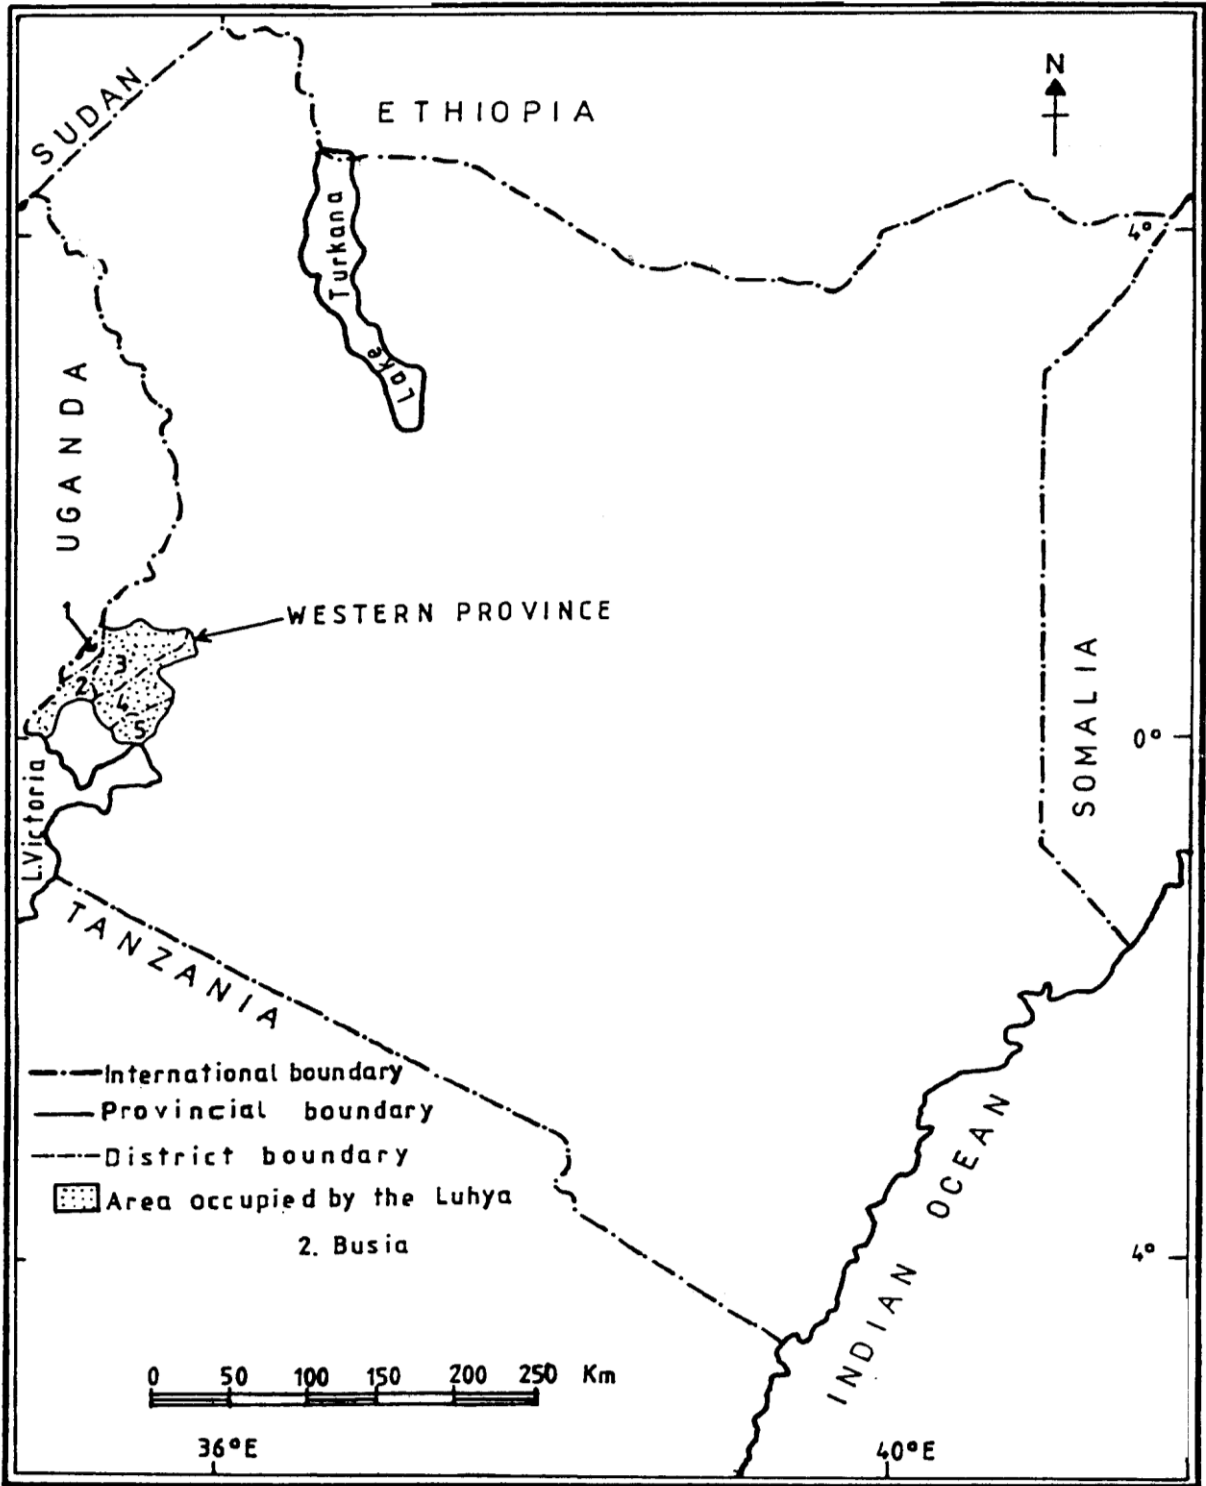 N
SUDAN
ETHIOPIA
4°
Lake Turkana
UGANDA
WESTERN PROVINCE
3
2
4
5
SOMALIA
0°
L.Victoria
TANZANIA
International boundary
Provincial boundary
District boundary
Area occupied by the Luhya
2. Busia
INDIAN OCEAN
4°
0 50 100 150 200 250 Km
36°E
40°E